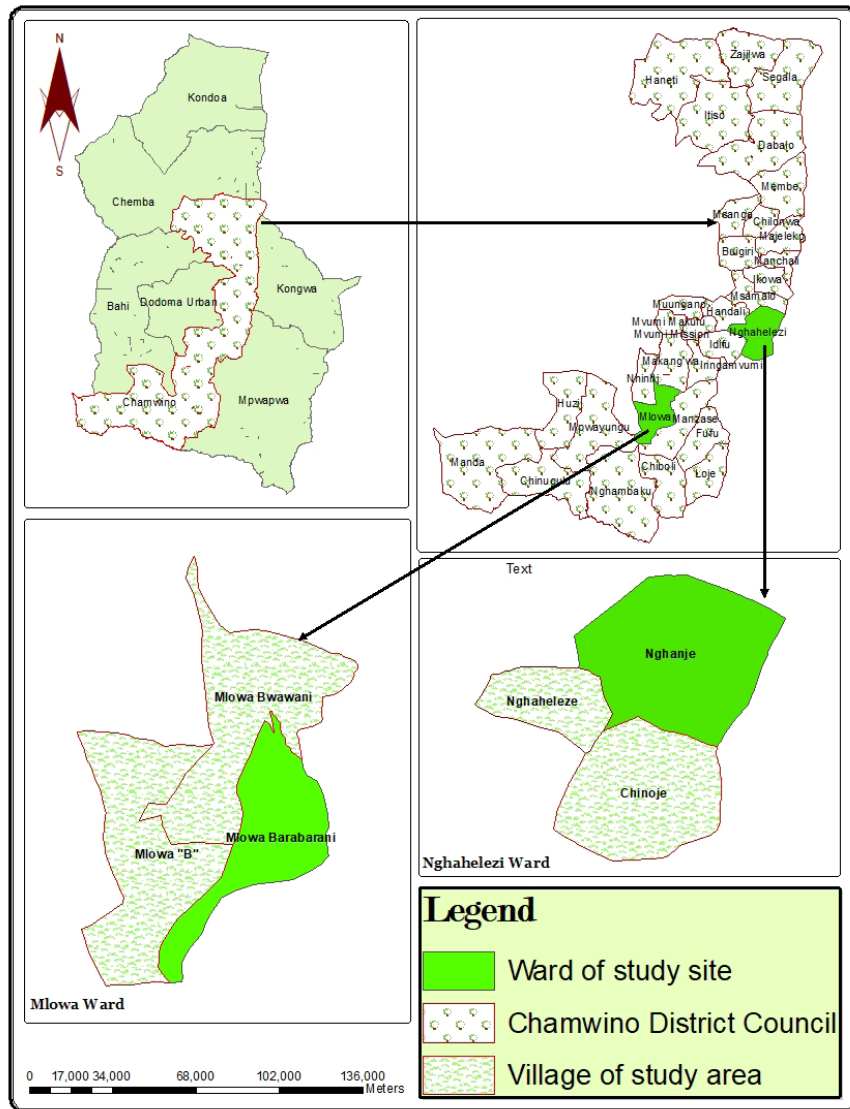 N
S
Kondoa
Chemba
Bahi
Dodoma Urban
Kongwa
Chamwino
Mpwapwa
Zajilwa
Haneti
Segala
Itiso
Dabalo
Membe
Msanga
Chilonwa
Majeleko
Buigiri
Manchali
Ikowa
Msamalo
Muungano
Handali
Mvumi Makulu
Nghahelezi
Mvumi Mission
Idifu
Makang'wa
Iringamvumi
Nhinhi
Huzi
Mlowa
Manzase
Mpwayungu
Fufu
Manda
Chiboli
Chinugulu
Loje
Nghambaku
Text
Nghanje
Nghaheleze
Chinoje
Nghahelezi Ward
Mlowa Bwawani
Mlowa Barabarani
Mlowa "B"
Mlowa Ward
Legend
Ward of study site
Chamwino District Council
Village of study area
0 17,000 34,000 68,000 102,000 136,000
Meters